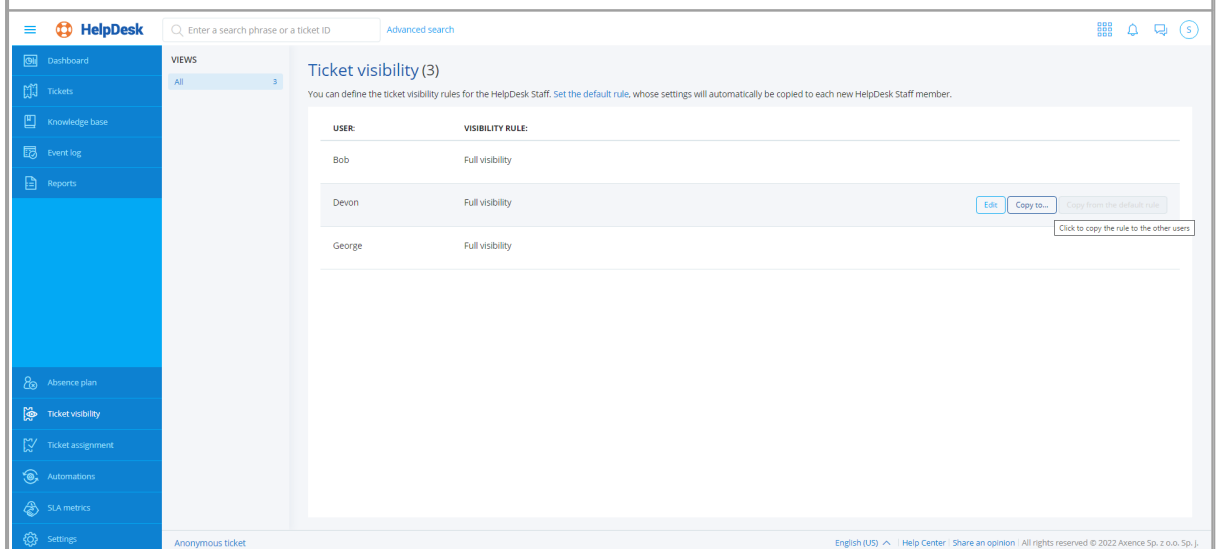 HelpDesk
Enter a search phrase or a ticket ID
Advanced search
S
Dashboard
Tickets
Knowledge base
Event log
Reports
Absence plan
Ticket visibility
Ticket assignment
Automations
SLA metrics
Settings
VIEWS
All 3
Ticket visibility (3)
You can define the ticket visibility rules for the HelpDesk Staff. Set the default rule, whose settings will automatically be copied to each new HelpDesk Staff member.
USER: VISIBILITY RULE:
Bob Full visibility
Devon Full visibility Edit Copy to... Copy from the default rule
Click to copy the rule to the other users
George Full visibility
Anonymous ticket
English (US) | Help Center | Share an opinion | All rights reserved © 2022 Axence Sp. z o.o. Sp. j.